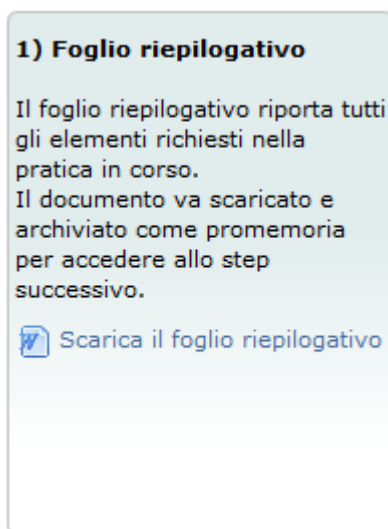 1) Foglio riepilogativo
Il foglio riepilogativo riporta tutti
gli elementi richiesti nella
pratica in corso.
Il documento va scaricato e
archiviato come promemoria
per accedere allo step
successivo.
Scarica il foglio riepilogativo